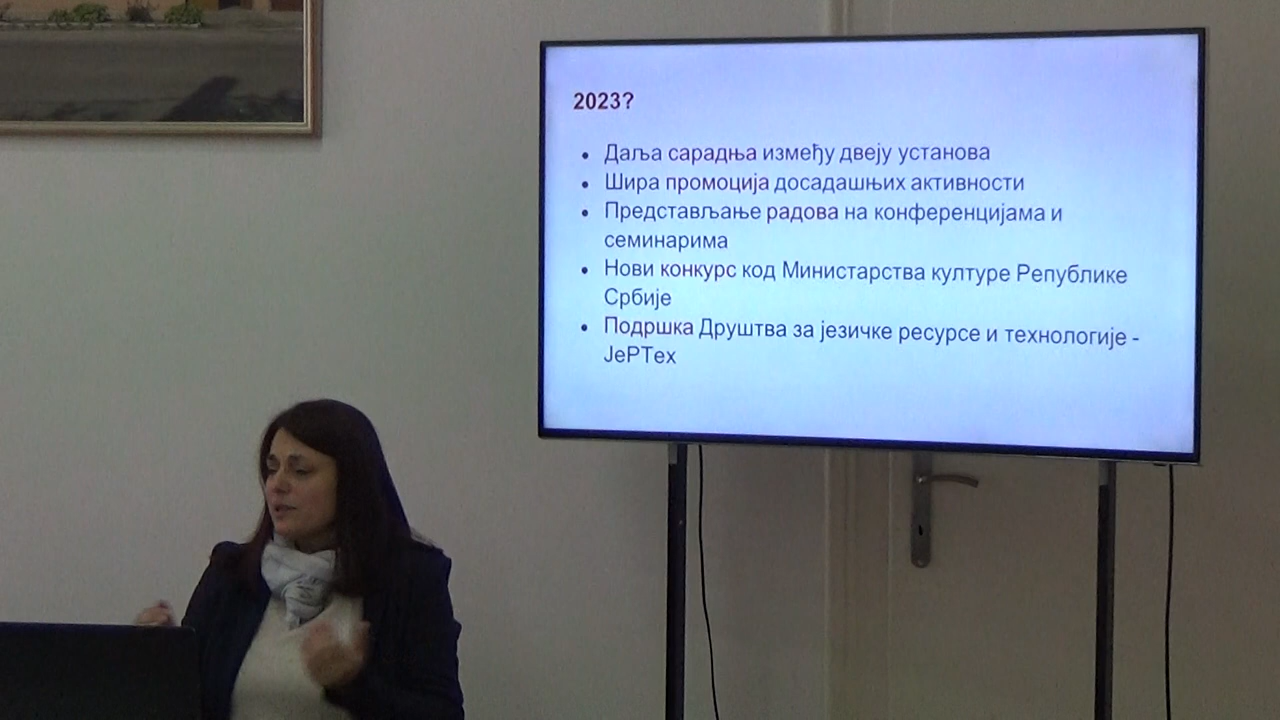 2023?
• Даља сарадња између двеју установа
• Шира промоција досадашњих активности
• Представљање радова на конференцијама и
семинарима
• Нови конкурс код Министарства културе Републике
Србије
• Подршка Друштва за језичке ресурсе и технологије -
ЈеРТех